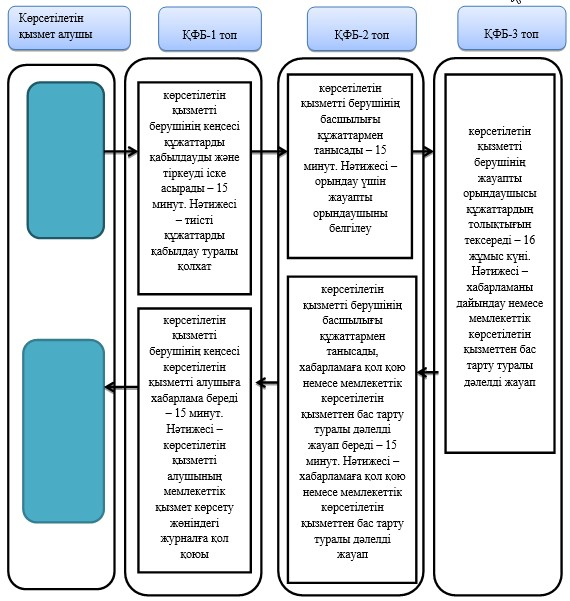 Көрсетілетін
қызмет алушы
ҚФБ-1 топ
ҚФБ-2 топ
ҚФБ-3 топ
көрсетілетін
қызметті
берушінің кеңсесі
құжаттарды
қабылдауды және
тіркеуді іске
асырады – 15
минут. Нәтижесі
– тиісті
құжаттарды
қабылдау туралы
қолхат
көрсетілетін
қызметті берушінің
басшылығы
құжаттармен
танысады – 15
минут. Нәтижесі –
орындау үшін
жауапты
орындаушыны
белгілеу
көрсетілетін
қызметті
берушінің
жауапты
орындаушысы
құжаттардың
толықтығын
тексереді – 16
жұмыс күні.
Нәтижесі –
хабарламаны
дайындау немесе
мемлекеттік
көрсетілетін
қызметтен бас
тарту туралы
дәлелді жауап
көрсетілетін
қызметті берушінің
басшылығы
құжаттармен
танысады,
хабарламаға қол қою
немесе мемлекеттік
көрсетілетін
қызметтен бас тарту
туралы дәлелді
жауап береді – 15
минут. Нәтижесі –
хабарламаға қол қою
немесе мемлекеттік
көрсетілетін
қызметтен бас тарту
туралы дәлелді
жауап
көрсетілетін
қызметті
берушінің кеңсесі
көрсетілетін
қызметті алушыға
хабарлама береді
– 15 минут.
Нәтижесі –
көрсетілетін
қызметті
алушының
мемлекеттік
қызмет көрсету
жөніндегі
журналға қол
қоюы